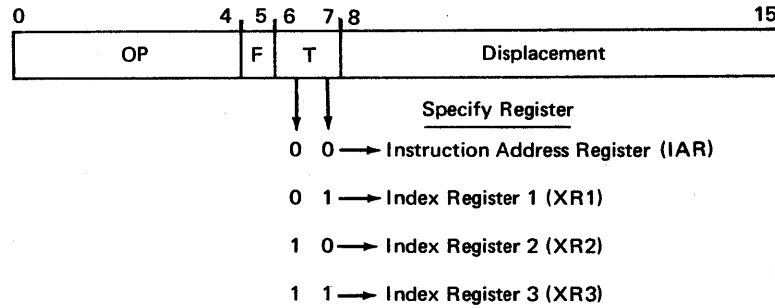 0 4 5 6 7 8 15
OP F T Displacement
Specify Register
0 0 Instruction Address Register (IAR)
0 1 Index Register 1 (XR1)
1 0 Index Register 2 (XR2)
1 1 Index Register 3 (XR3)